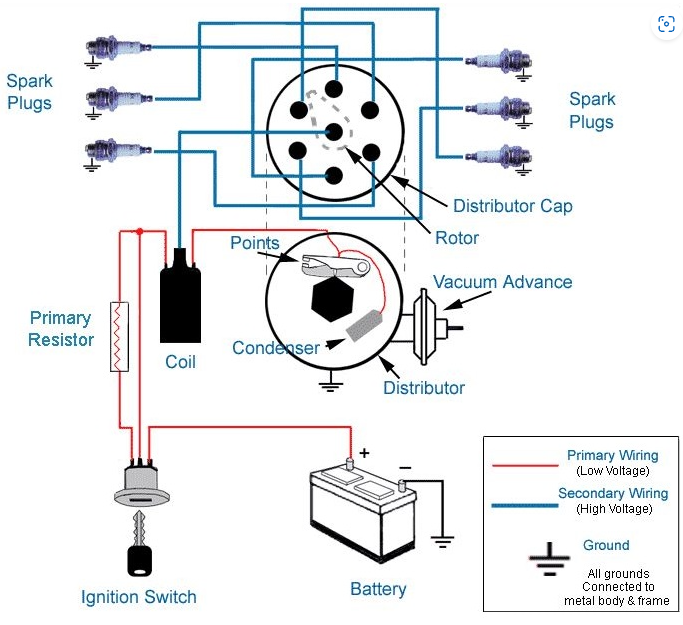 Spark
Plugs
Spark
Plugs
Distributor Cap
Rotor
Points
Vacuum Advance
Primary
Resistor
Coil
Condenser
Distributor
+
–
Ignition Switch
Battery
Primary Wiring
(Low Voltage)
Secondary Wiring
(High Voltage)
Ground
All grounds
Connected to
metal body & frame